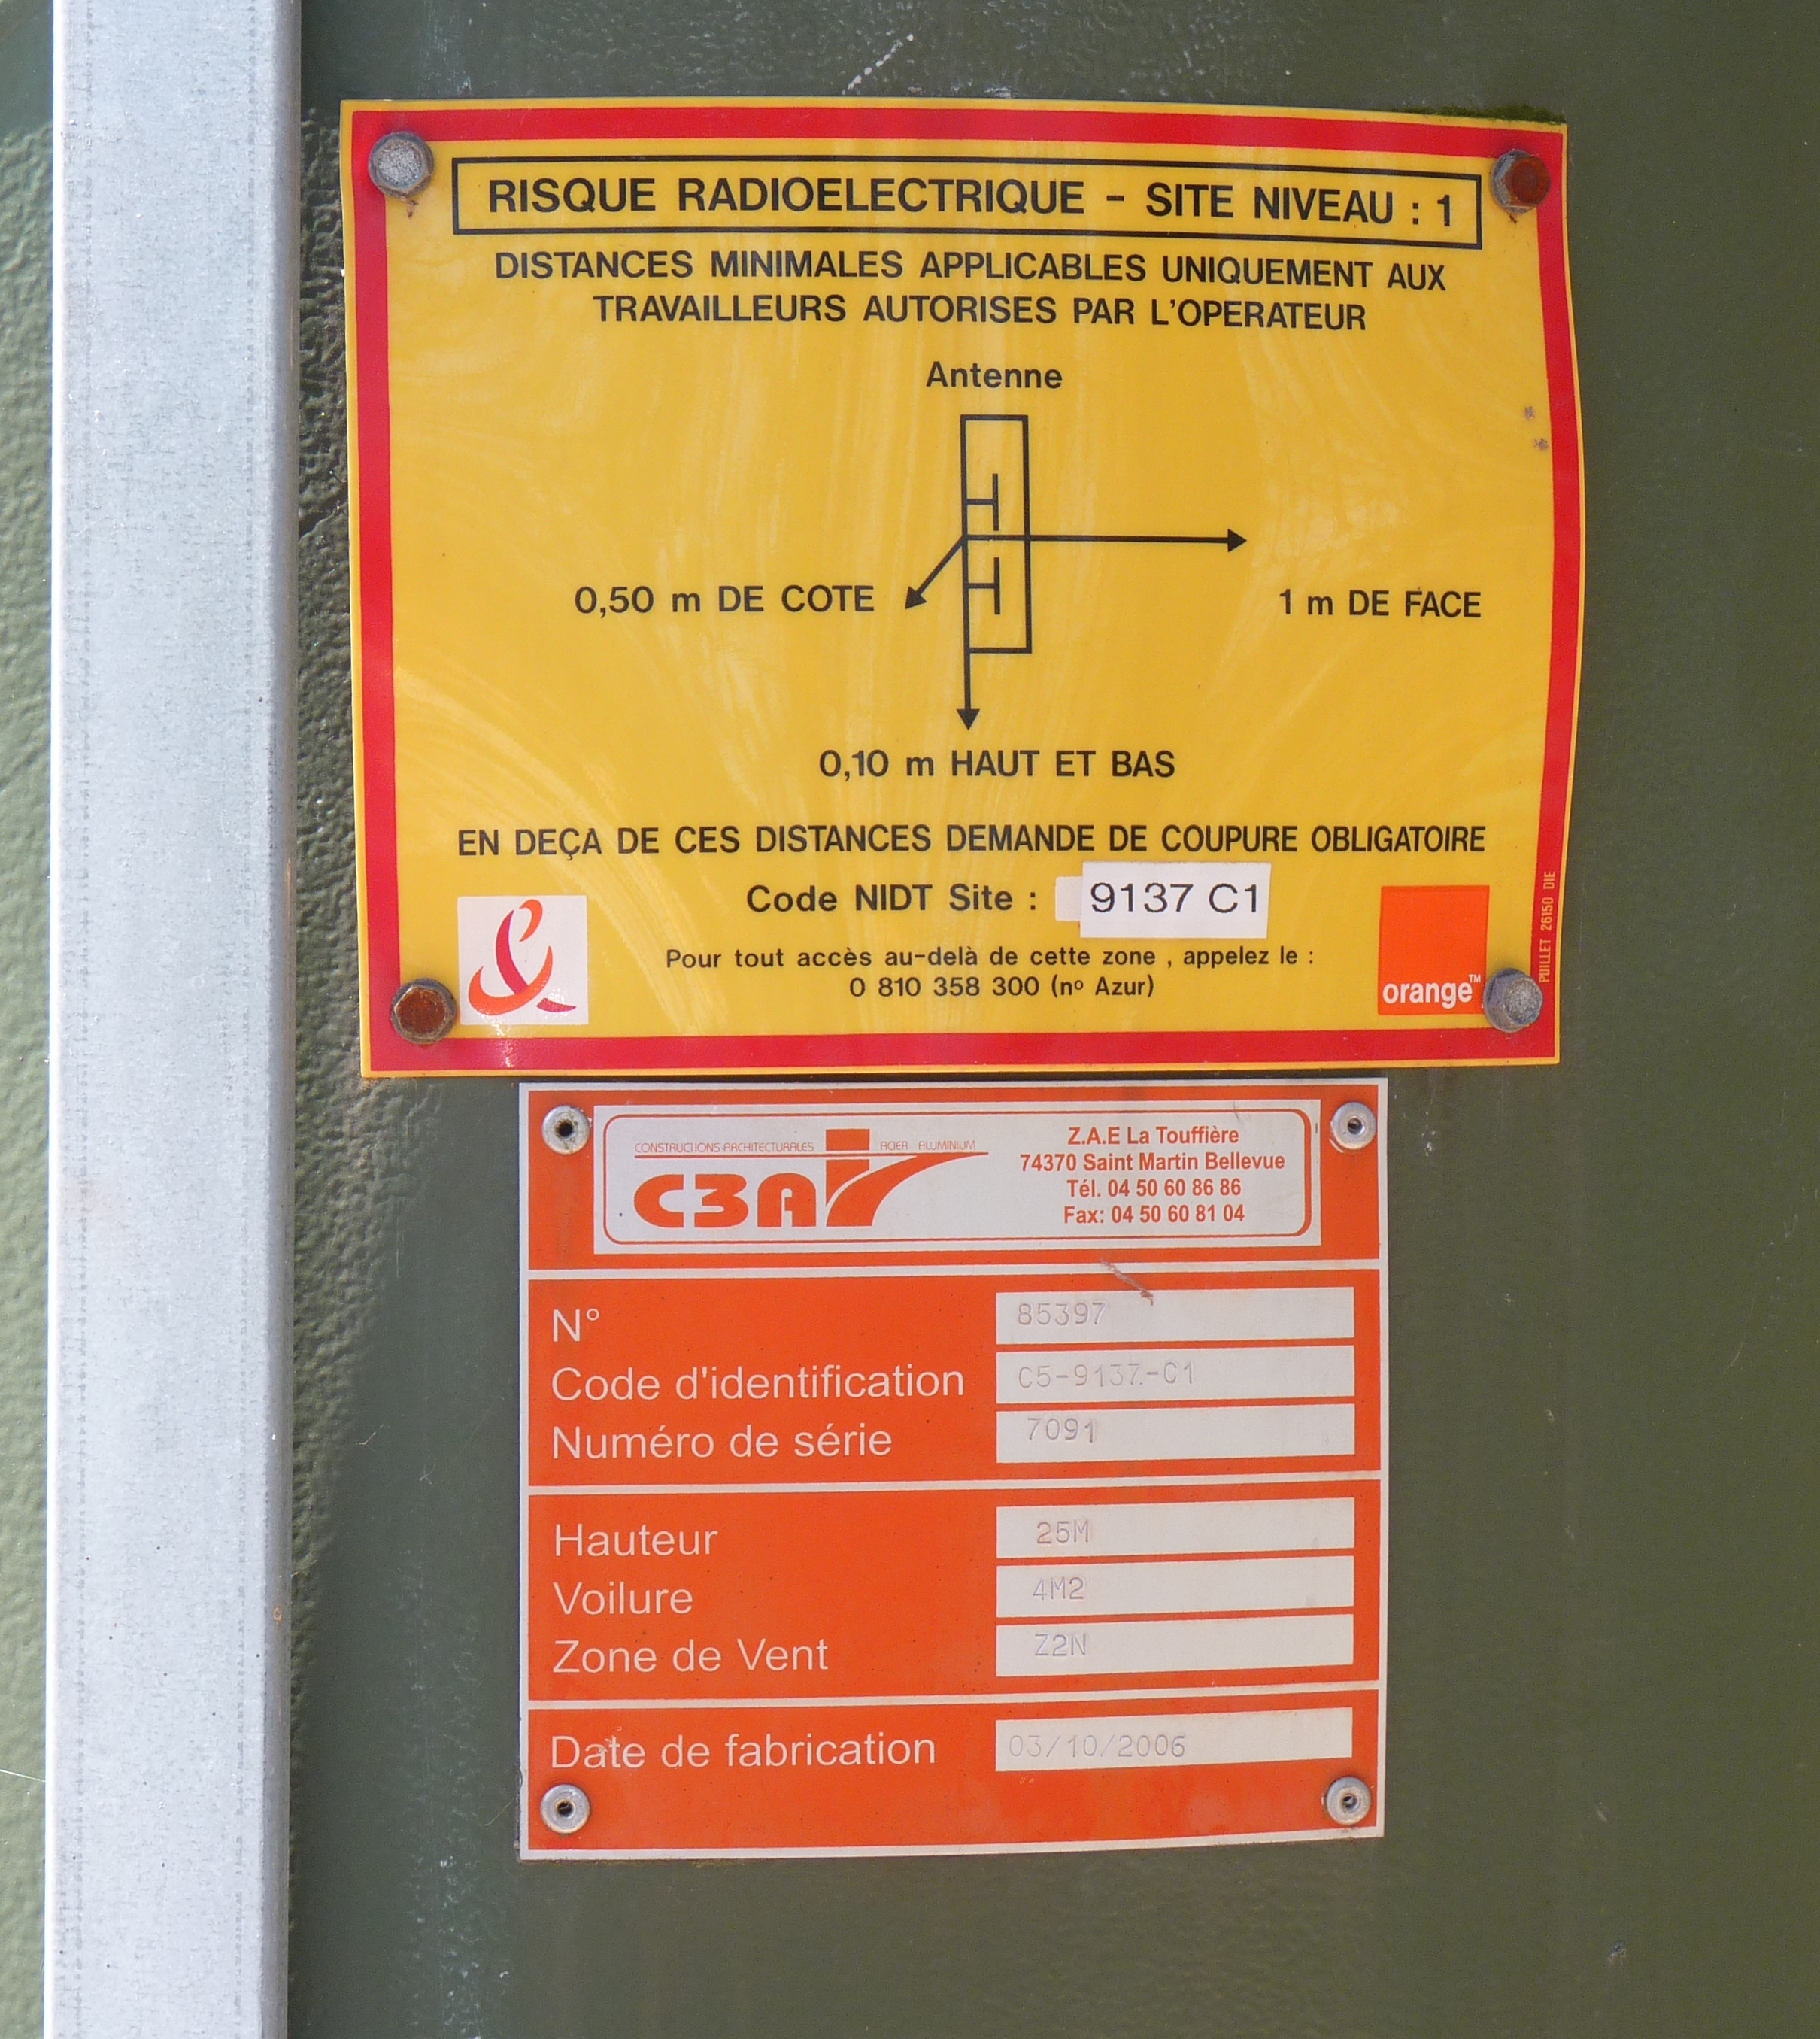 RISQUE RADIOELECTRIQUE - SITE NIVEAU : 1
DISTANCES MINIMALES APPLICABLES UNIQUEMENT AUX
TRAVAILLEURS AUTORISES PAR L'OPERATEUR
Antenne
0,50 m DE COTE
1 m DE FACE
0,10 m HAUT ET BAS
EN DEÇA DE CES DISTANCES DEMANDE DE COUPURE OBLIGATOIRE
Code NIDT Site : 9137 C1
Pour tout accès au-delà de cette zone , appelez le :
0 810 358 300 (nº Azur)
&
orange™
PUILLET 26150 DIE
CONSTRUCTIONS ARCHITECTURALES ACIER ALUMINIUM
C3A
Z.A.E La Touffière
74370 Saint Martin Bellevue
Tél. 04 50 60 86 86
Fax: 04 50 60 81 04
N° 85397
Code d'identification C5-9137-C1
Numéro de série 7091
Hauteur 25M
Voilure 4M2
Zone de Vent Z2N
Date de fabrication 03/10/2006